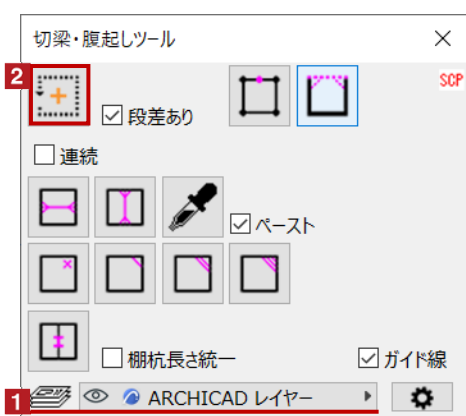 切梁・腹起しツール
2
段差あり
SCP
連続
ペースト
棚杭長さ統一
ガイド線
1
ARCHICAD レイヤー